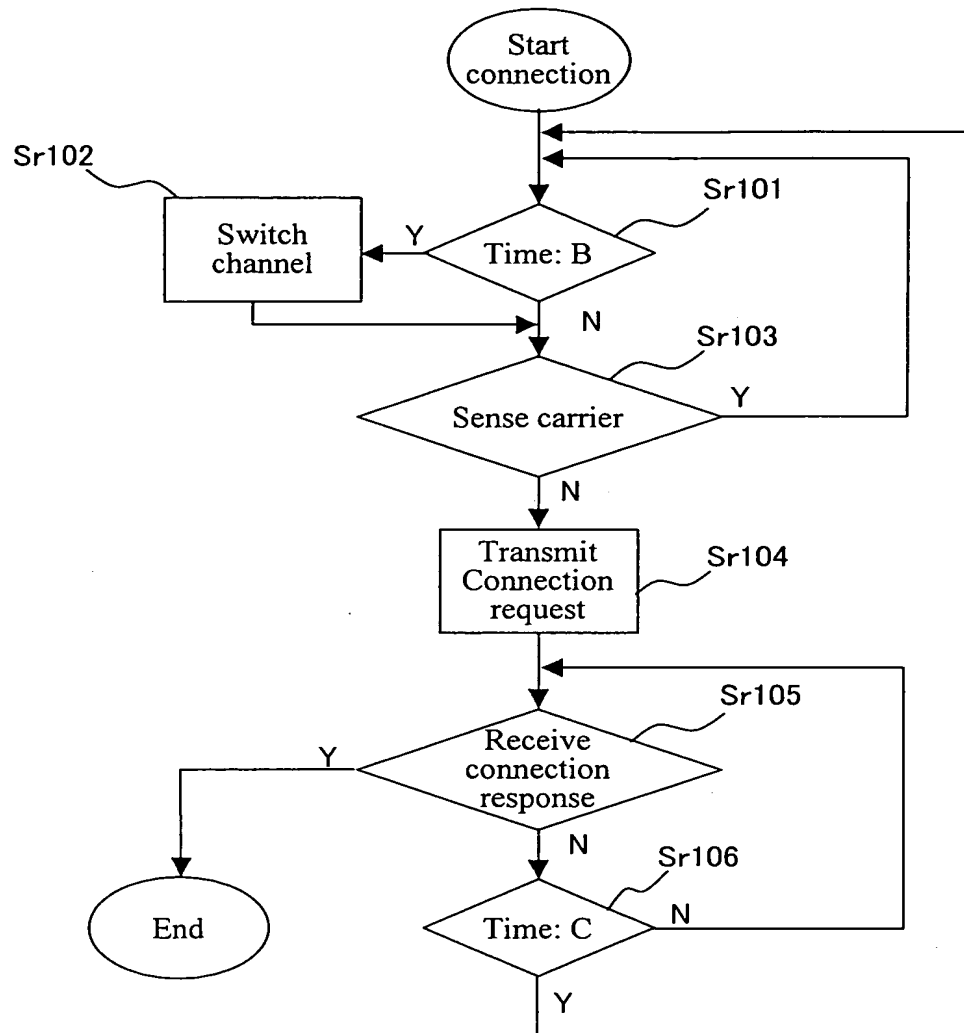 Start
connection
Sr102
Sr101
Switch
channel
Y
Time: B
N
Sr103
Sense carrier
Y
N
Transmit
Connection
request
Sr104
Sr105
Y
Receive
connection
response
N
Sr106
End
Time: C
N
Y